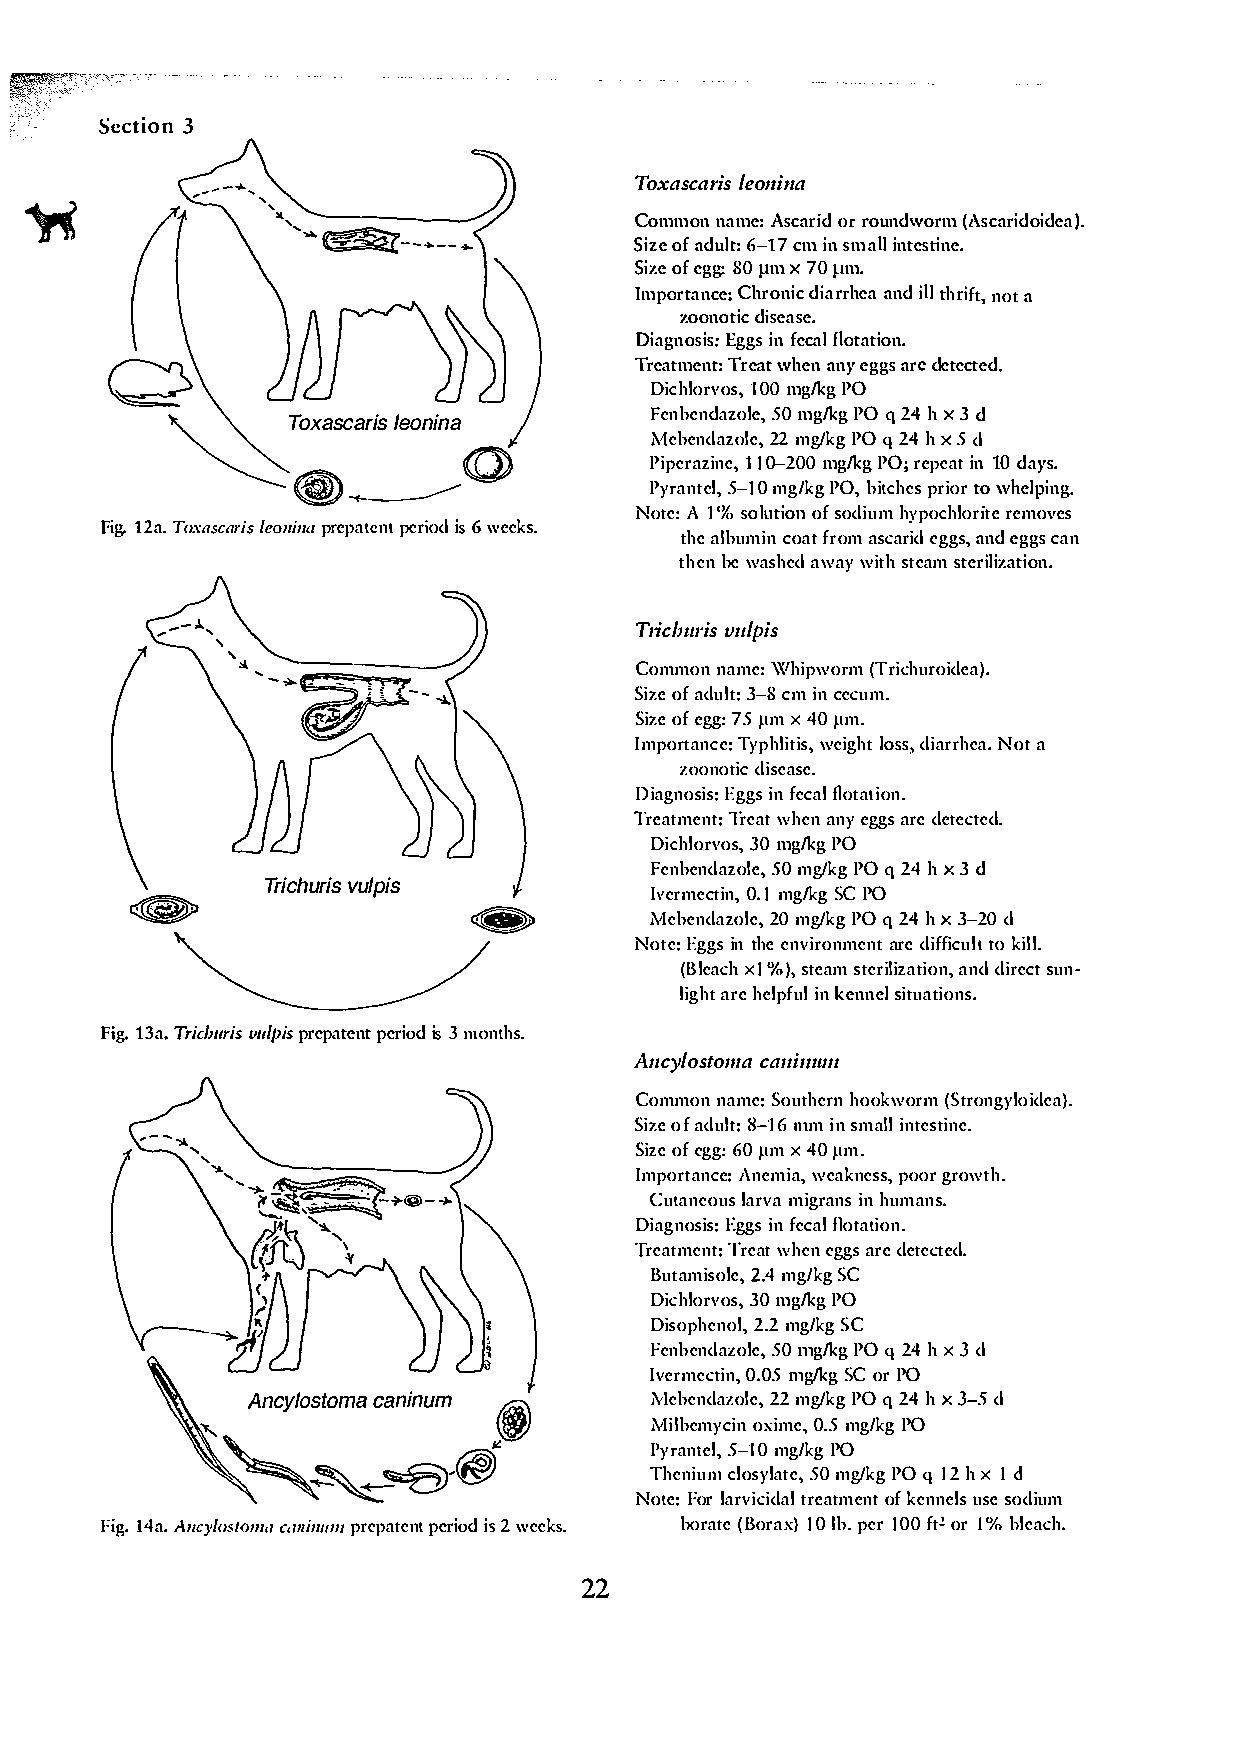 Section 3
Toxascaris leonina
Fig. 12a. Toxascaris leonina prepatent period is 6 weeks.
Trichuris vulpis
Fig. 13a. Trichuris vulpis prepatent period is 3 months.
Ancylostoma caninum
Fig. 14a. Ancylostoma caninum prepatent period is 2 weeks.
Toxascaris leonina
Common name: Ascarid or roundworm (Ascaridoidea).
Size of adult: 6–17 cm in small intestine.
Size of egg: 80 µm × 70 µm.
Importance: Chronic diarrhea and ill thrift, not a
zoonotic disease.
Diagnosis: Eggs in fecal flotation.
Treatment: Treat when any eggs are detected.
Dichlorvos, 100 mg/kg PO
Fenbendazole, 50 mg/kg PO q 24 h × 3 d
Mebendazole, 22 mg/kg PO q 24 h × 5 d
Piperazine, 110–200 mg/kg PO; repeat in 10 days.
Pyrantel, 5–10 mg/kg PO, bitches prior to whelping.
Note: A 1% solution of sodium hypochlorite removes
the albumin coat from ascarid eggs, and eggs can
then be washed away with steam sterilization.
Trichuris vulpis
Common name: Whipworm (Trichuroidea).
Size of adult: 3–8 cm in cecum.
Size of egg: 75 µm × 40 µm.
Importance: Typhlitis, weight loss, diarrhea. Not a
zoonotic disease.
Diagnosis: Eggs in fecal flotation.
Treatment: Treat when any eggs are detected.
Dichlorvos, 30 mg/kg PO
Fenbendazole, 50 mg/kg PO q 24 h × 3 d
Ivermectin, 0.1 mg/kg SC PO
Mebendazole, 20 mg/kg PO q 24 h × 3–20 d
Note: Eggs in the environment are difficult to kill.
(Bleach ×1%), steam sterilization, and direct sun-
light are helpful in kennel situations.
Ancylostoma caninum
Common name: Southern hookworm (Strongyloidea).
Size of adult: 8–16 mm in small intestine.
Size of egg: 60 µm × 40 µm.
Importance: Anemia, weakness, poor growth.
Cutaneous larva migrans in humans.
Diagnosis: Eggs in fecal flotation.
Treatment: Treat when eggs are detected.
Butamisole, 2.4 mg/kg SC
Dichlorvos, 30 mg/kg PO
Disophenol, 2.2 mg/kg SC
Fenbendazole, 50 mg/kg PO q 24 h × 3 d
Ivermectin, 0.05 mg/kg SC or PO
Mebendazole, 22 mg/kg PO q 24 h × 3–5 d
Milbemycin oxime, 0.5 mg/kg PO
Pyrantel, 5–10 mg/kg PO
Thenium closylate, 50 mg/kg PO q 12 h × 1 d
Note: For larvicidal treatment of kennels use sodium
borate (Borax) 10 lb. per 100 ft² or 1% bleach.
22